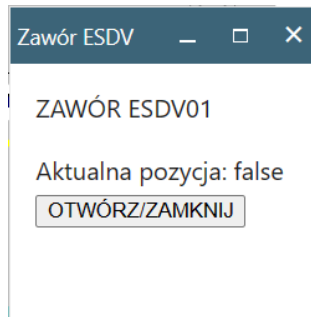 Zawór ESDV
ZAWÓR ESDV01
Aktualna pozycja: false
OTWÓRZ/ZAMKNIJ